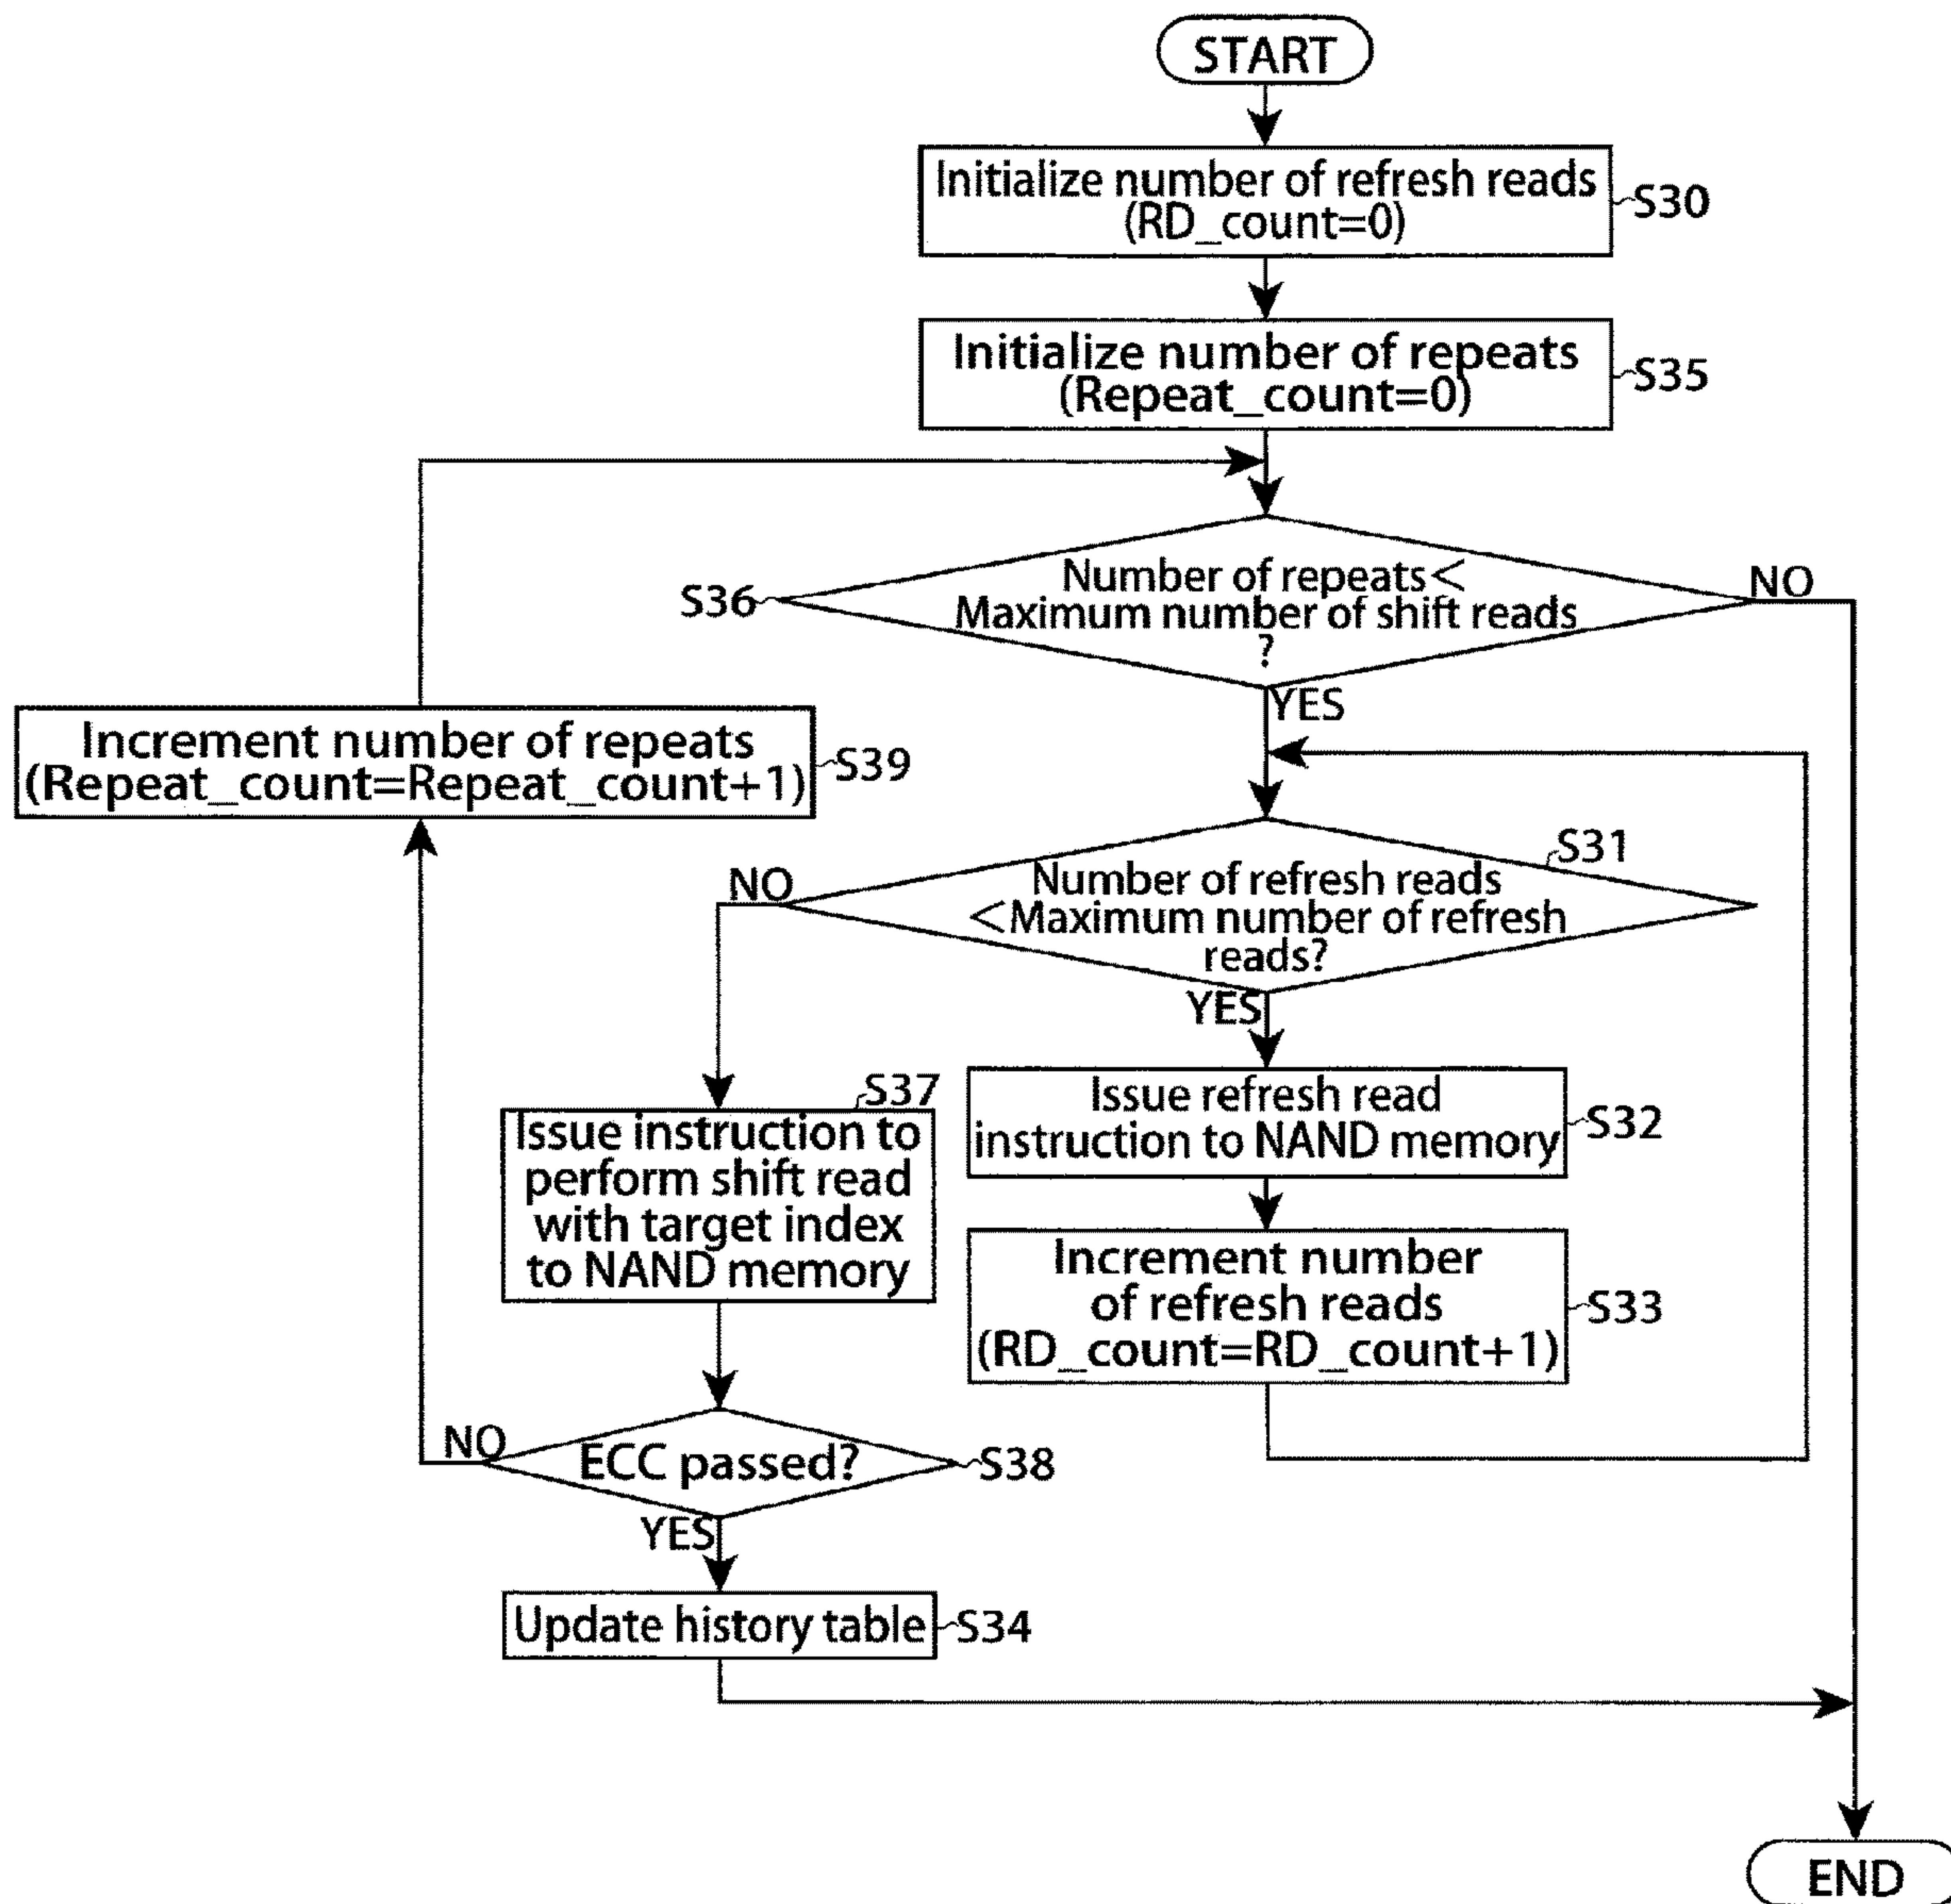 START
Initialize number of refresh reads
(RD_count=0)
S30
Initialize number of repeats
(Repeat_count=0)
S35
Number of repeats<
Maximum number of shift reads
?
S36
NO
YES
Increment number of repeats
(Repeat_count=Repeat_count+1)
S39
S31
Number of refresh reads
<Maximum number of refresh
reads?
NO
YES
S37
Issue instruction to
perform shift read
with target index
to NAND memory
Issue refresh read
instruction to NAND memory
S32
Increment number
of refresh reads
(RD_count=RD_count+1)
S33
ECC passed?
S38
NO
YES
Update history table
S34
END